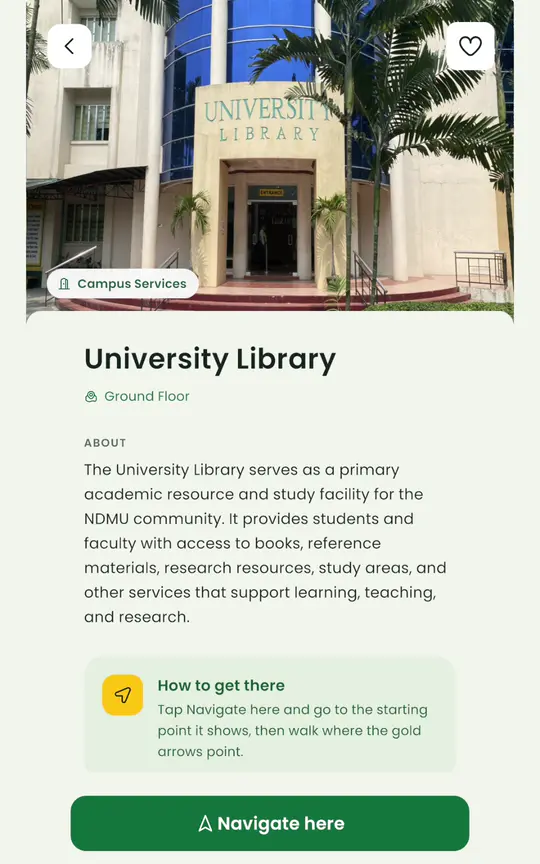 UNIVERSITY
LIBRARY
ENTRANCE
Campus Services
University Library
Ground Floor
ABOUT
The University Library serves as a primary
academic resource and study facility for the
NDMU community. It provides students and
faculty with access to books, reference
materials, research resources, study areas, and
other services that support learning, teaching,
and research.
How to get there
Tap Navigate here and go to the starting
point it shows, then walk where the gold
arrows point.
Navigate here